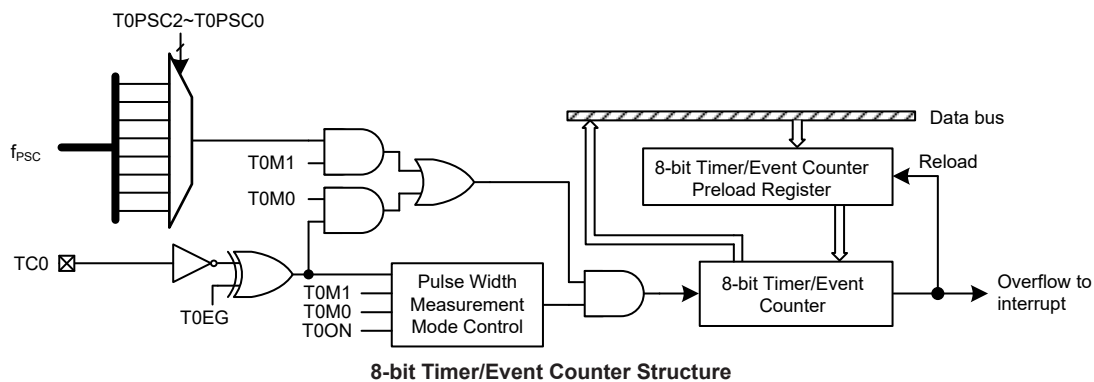 T0PSC2~T0PSC0
fPSC
T0M1
T0M0
TC0
T0EG
T0M1
T0M0
T0ON
Pulse Width
Measurement
Mode Control
Data bus
8-bit Timer/Event Counter
Preload Register
Reload
8-bit Timer/Event
Counter
Overflow to
interrupt
8-bit Timer/Event Counter Structure